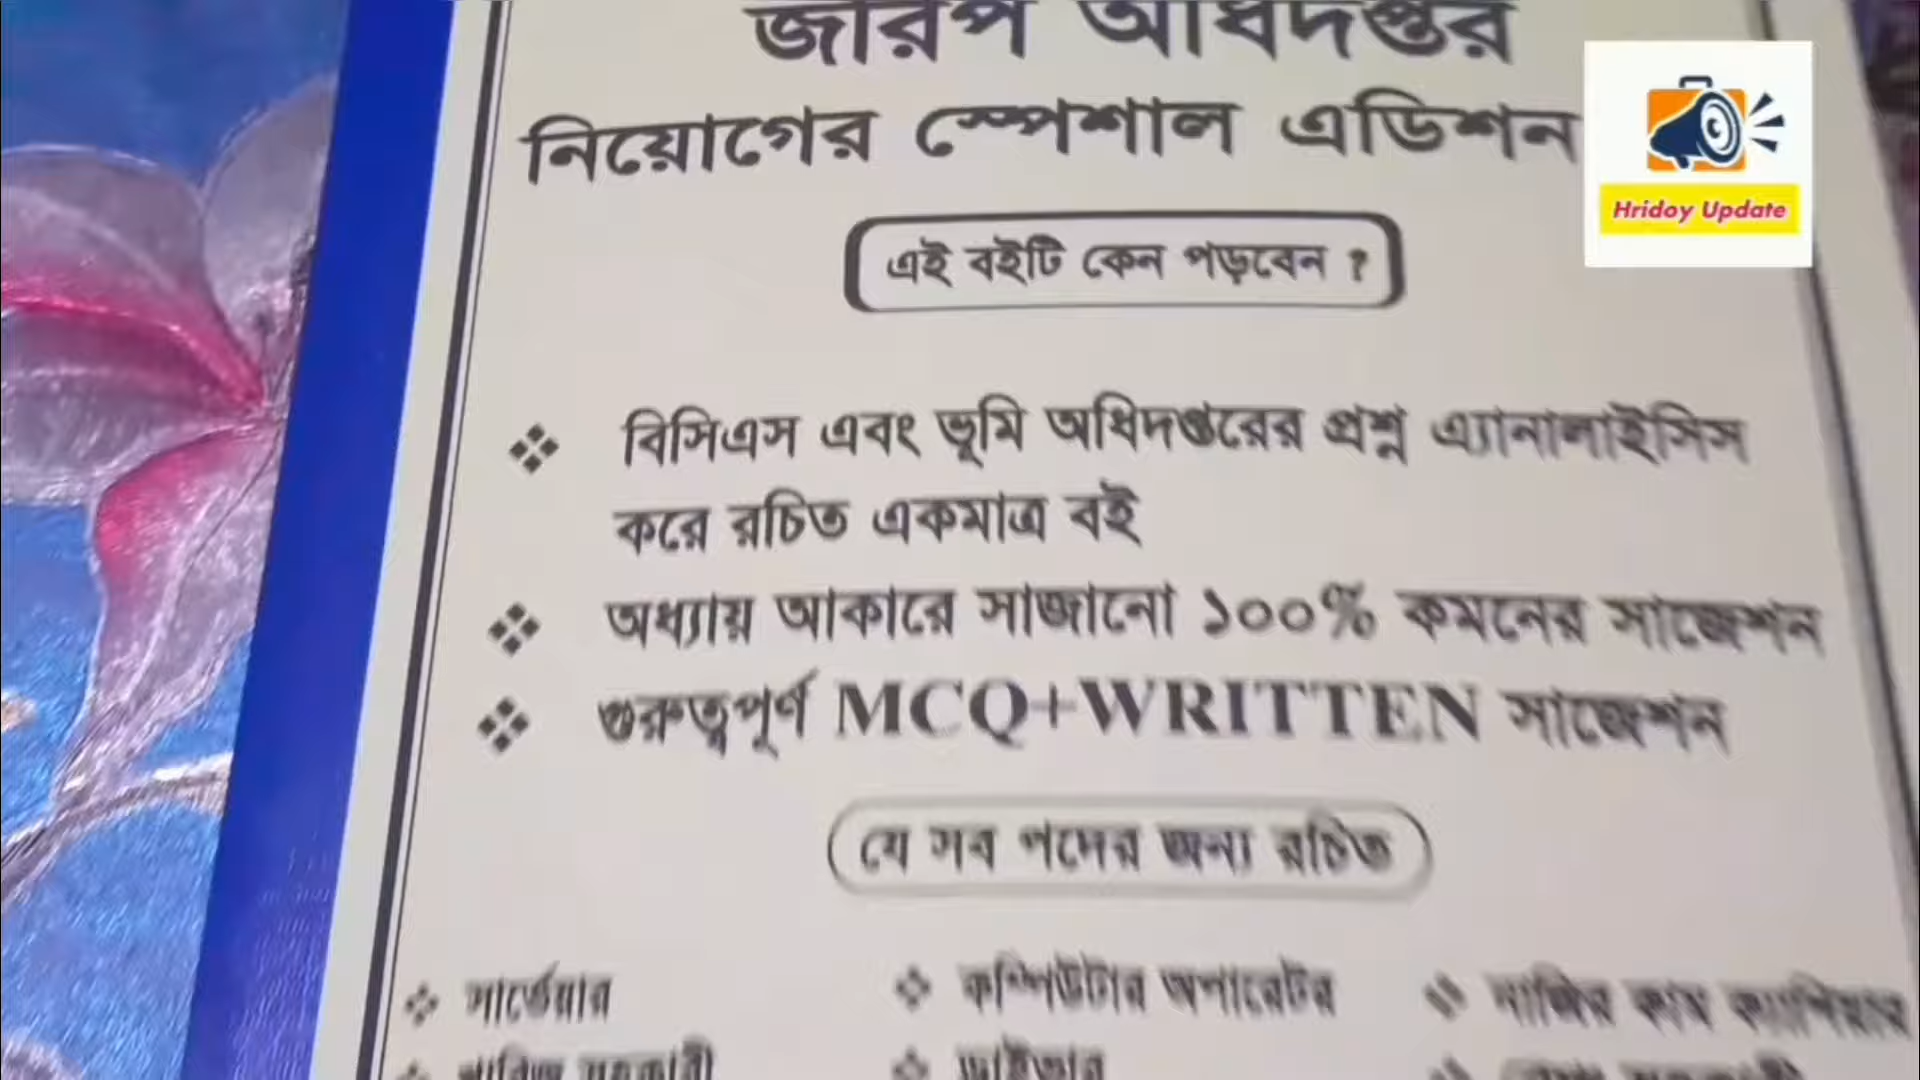 জরিপ অধিদপ্তর
নিয়োগের স্পেশাল এডিশন
Hridoy Update
এই বইটি কেন পড়বেন ?
❖ বিসিএস এবং ভূমি অধিদপ্তরের প্রশ্ন এ্যানালাইসিস
করে রচিত একমাত্র বই
❖ অধ্যায় আকারে সাজানো ১০০% কমনের সাজেশন
❖ গুরুত্বপূর্ণ MCQ+WRITTEN সাজেশন
যে সব পদের জন্য রচিত
❖ সার্ভেয়ার ❖ কম্পিউটার অপারেটর ❖ নাজির কাম ক্যাশিয়ার
❖ খারিজ সহকারী ❖ ড্রাইভার